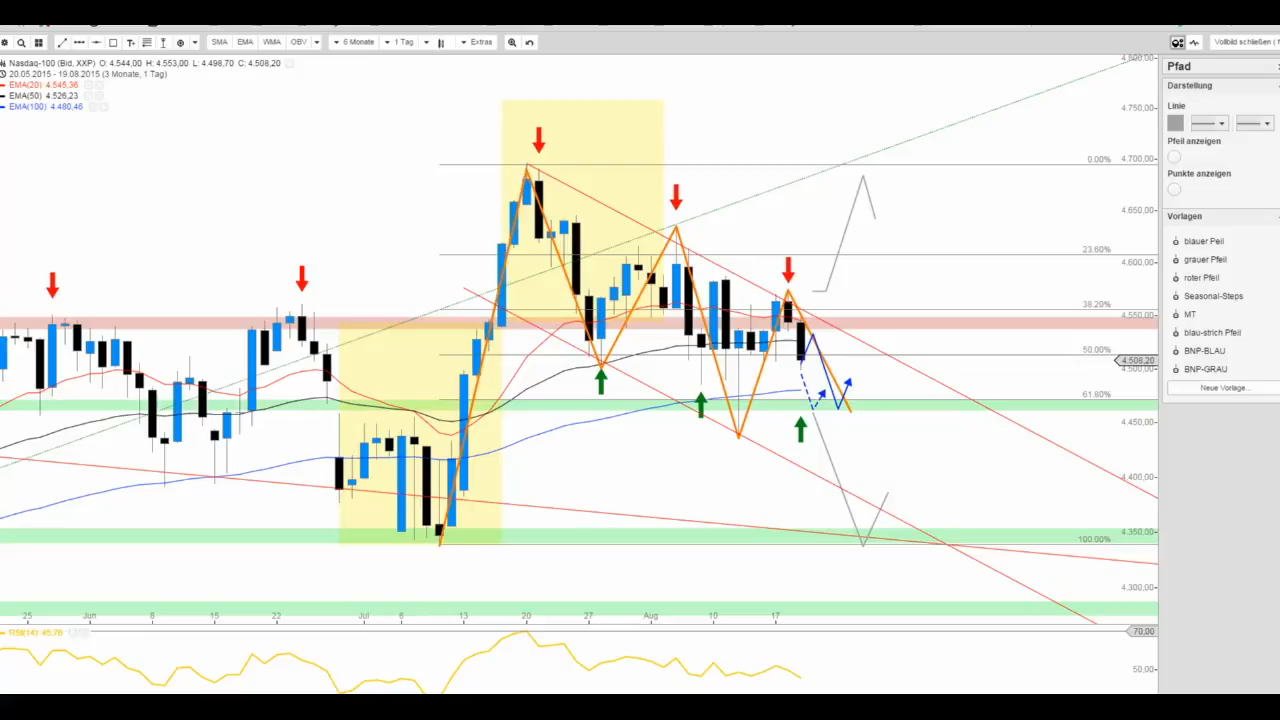 SMA EMA WMA OBV 6 Monate 1 Tag Extras Vollbild schließen (
Nasdaq-100 (Bid, XXP) O: 4.544,00 H: 4.553,00 L: 4.498,70 C: 4.508,20
20.05.2015 - 19.08.2015 (3 Monate, 1 Tag)
EMA(20) 4.545,36
EMA(50) 4.526,23
EMA(100) 4.480,46
4.800,00
4.750,00
4.700,00
4.650,00
4.600,00
4.550,00
4.508,20
4.500,00
4.450,00
4.400,00
4.350,00
4.300,00
0.00%
23.60%
38.20%
50.00%
61.80%
100.00%
25 Jun 8 15 22 Jul 6 13 20 27 Aug 10 17
RSI(14) 45,76
70,00
50,00
Pfad
Darstellung
Linie
Pfeil anzeigen
Punkte anzeigen
Vorlagen
blauer Peil
grauer Pfeil
roter Pfeil
Seasonal-Steps
MT
blau-strich Pfeil
BNP-BLAU
BNP-GRAU
Neue Vorlage...